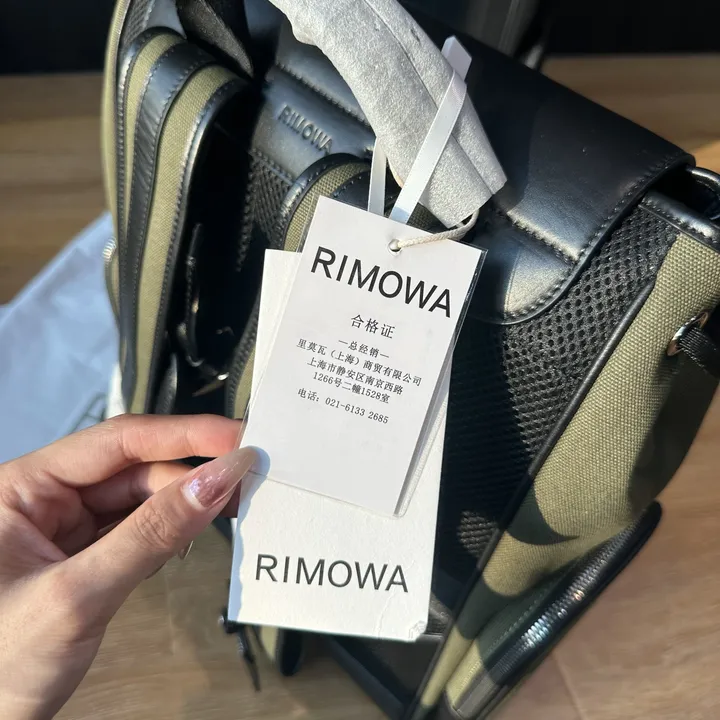 RIMOWA
RIMOWA
合格证
—总经销—
里莫瓦（上海）商贸有限公司
上海市静安区南京西路
1266号二幢1528室
电话：021-6133 2685
RIMOWA